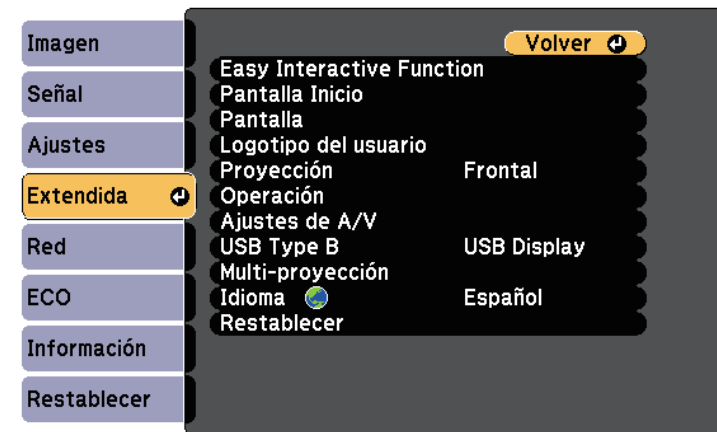 Imagen
Señal
Ajustes
Extendida
Red
ECO
Información
Restablecer
Volver
Easy Interactive Function
Pantalla Inicio
Pantalla
Logotipo del usuario
Proyección Frontal
Operación
Ajustes de A/V
USB Type B USB Display
Multi-proyección
Idioma Español
Restablecer